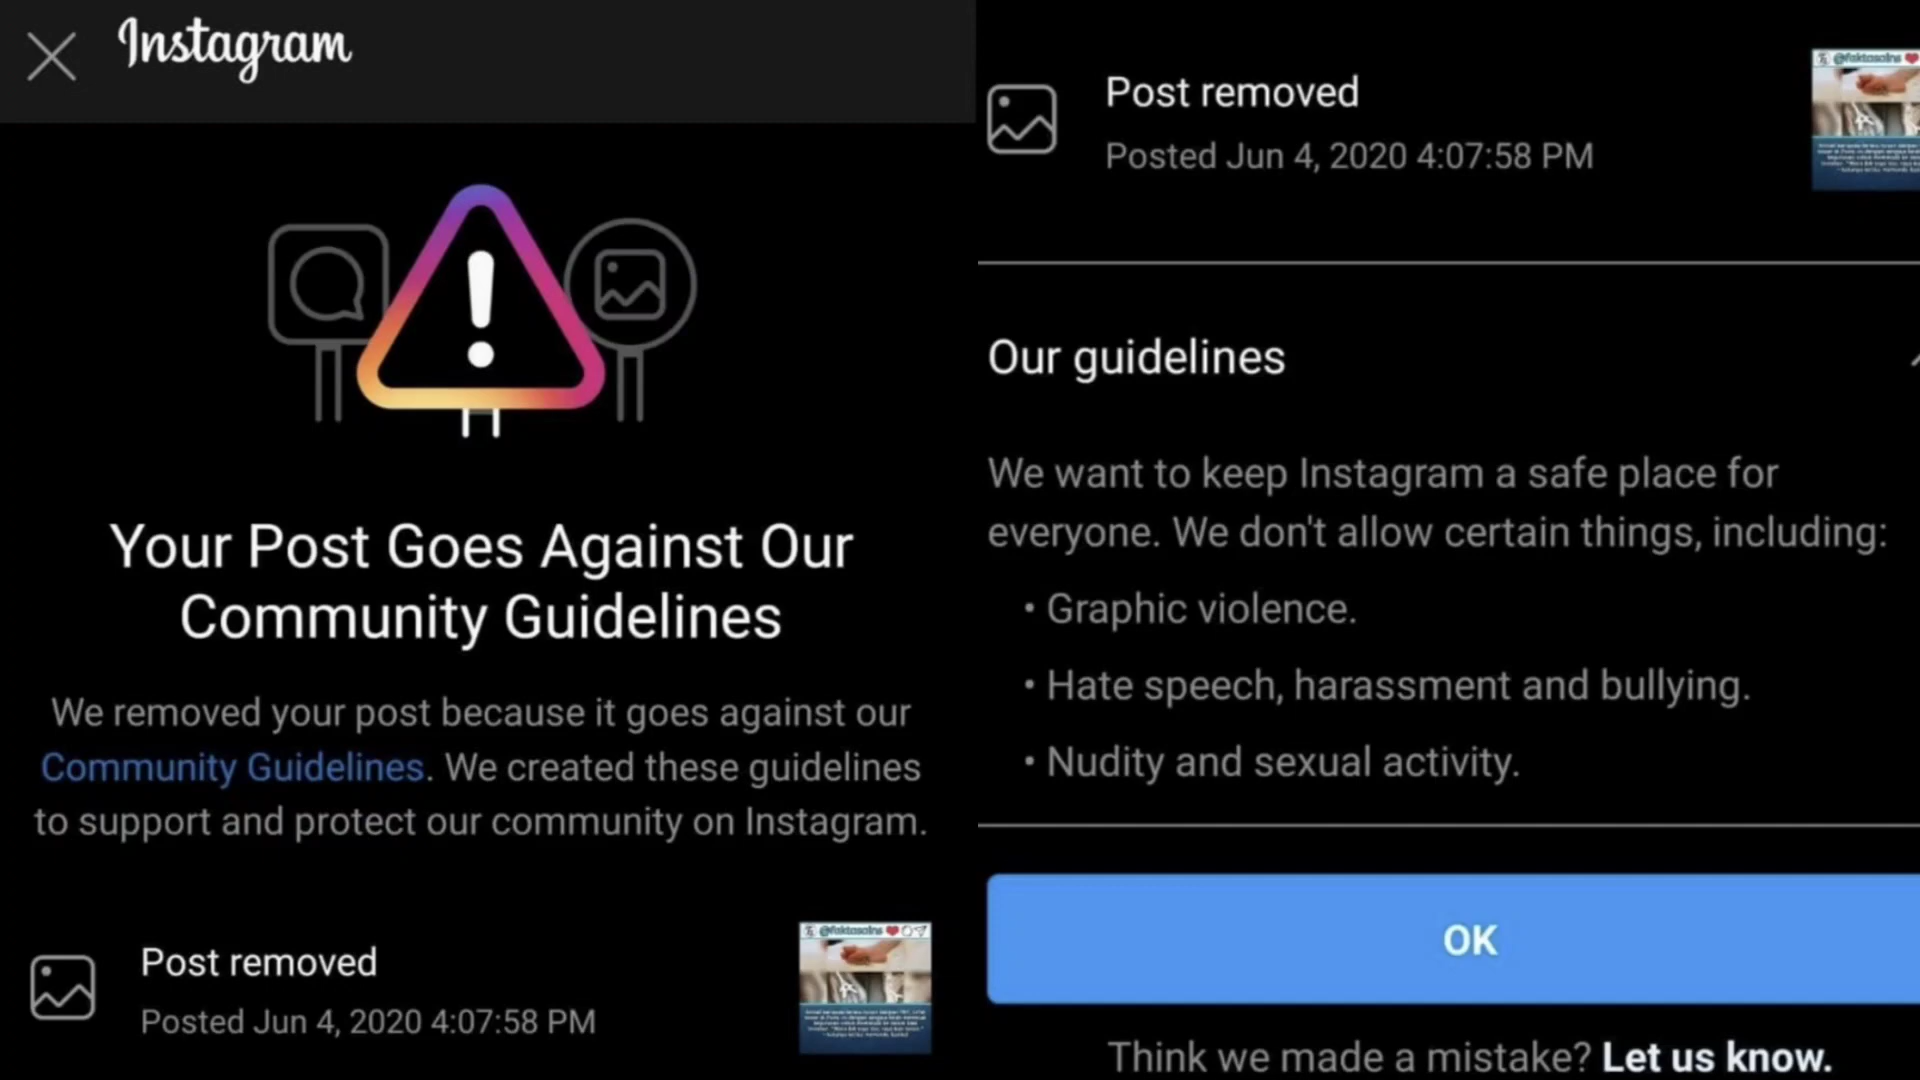 Instagram
Your Post Goes Against Our
Community Guidelines
We removed your post because it goes against our
Community Guidelines. We created these guidelines
to support and protect our community on Instagram.
Post removed
Posted Jun 4, 2020 4:07:58 PM
@faktasains
Post removed
Posted Jun 4, 2020 4:07:58 PM
@faktasains
Our guidelines
We want to keep Instagram a safe place for
everyone. We don't allow certain things, including:
• Graphic violence.
• Hate speech, harassment and bullying.
• Nudity and sexual activity.
OK
Think we made a mistake? Let us know.